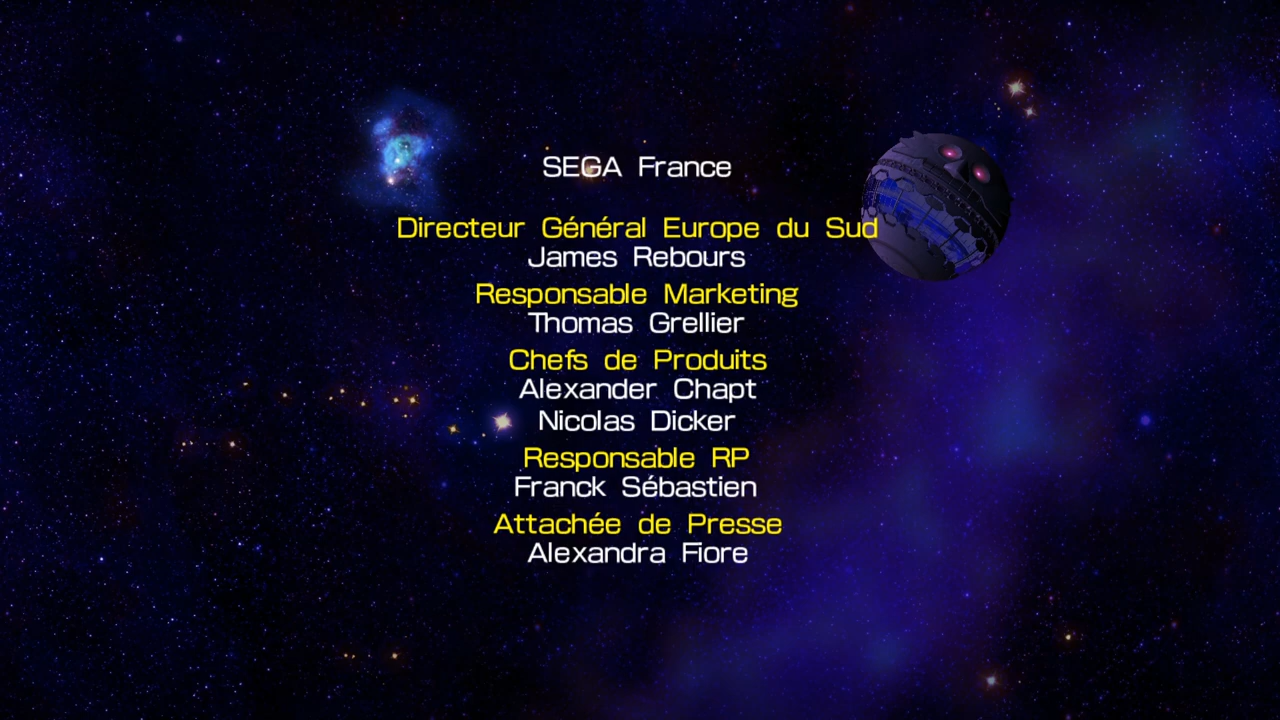 SEGA France
Directeur Général Europe du Sud
James Rebours
Responsable Marketing
Thomas Grellier
Chefs de Produits
Alexander Chapt
Nicolas Dicker
Responsable RP
Franck Sébastien
Attachée de Presse
Alexandra Fiore